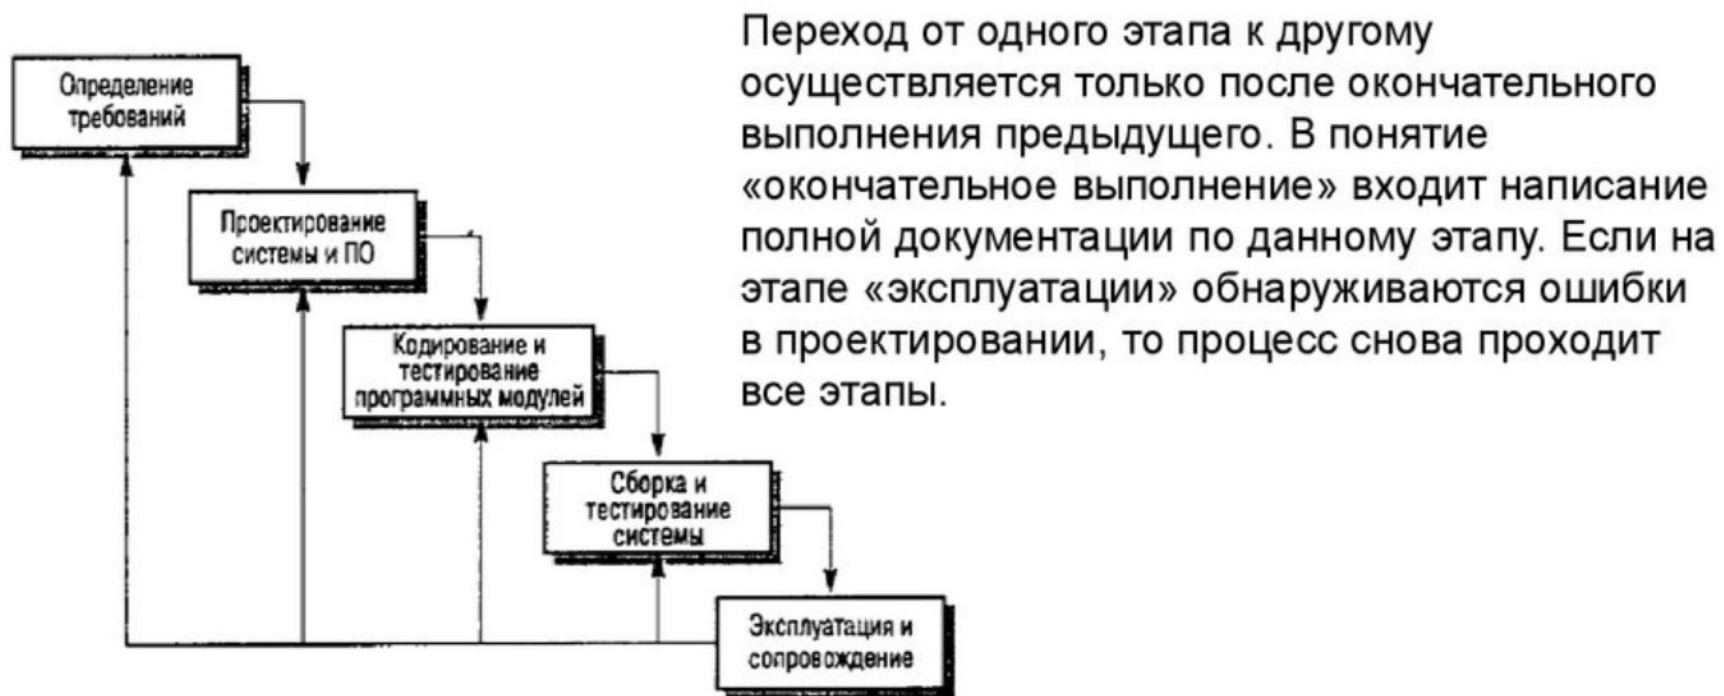 Определение
требований
Проектирование
системы и ПО
Кодирование и
тестирование
программных модулей
Сборка и
тестирование
системы
Эксплуатация и
сопровождение
Переход от одного этапа к другому
осуществляется только после окончательного
выполнения предыдущего. В понятие
«окончательное выполнение» входит написание
полной документации по данному этапу. Если на
этапе «эксплуатации» обнаруживаются ошибки
в проектировании, то процесс снова проходит
все этапы.